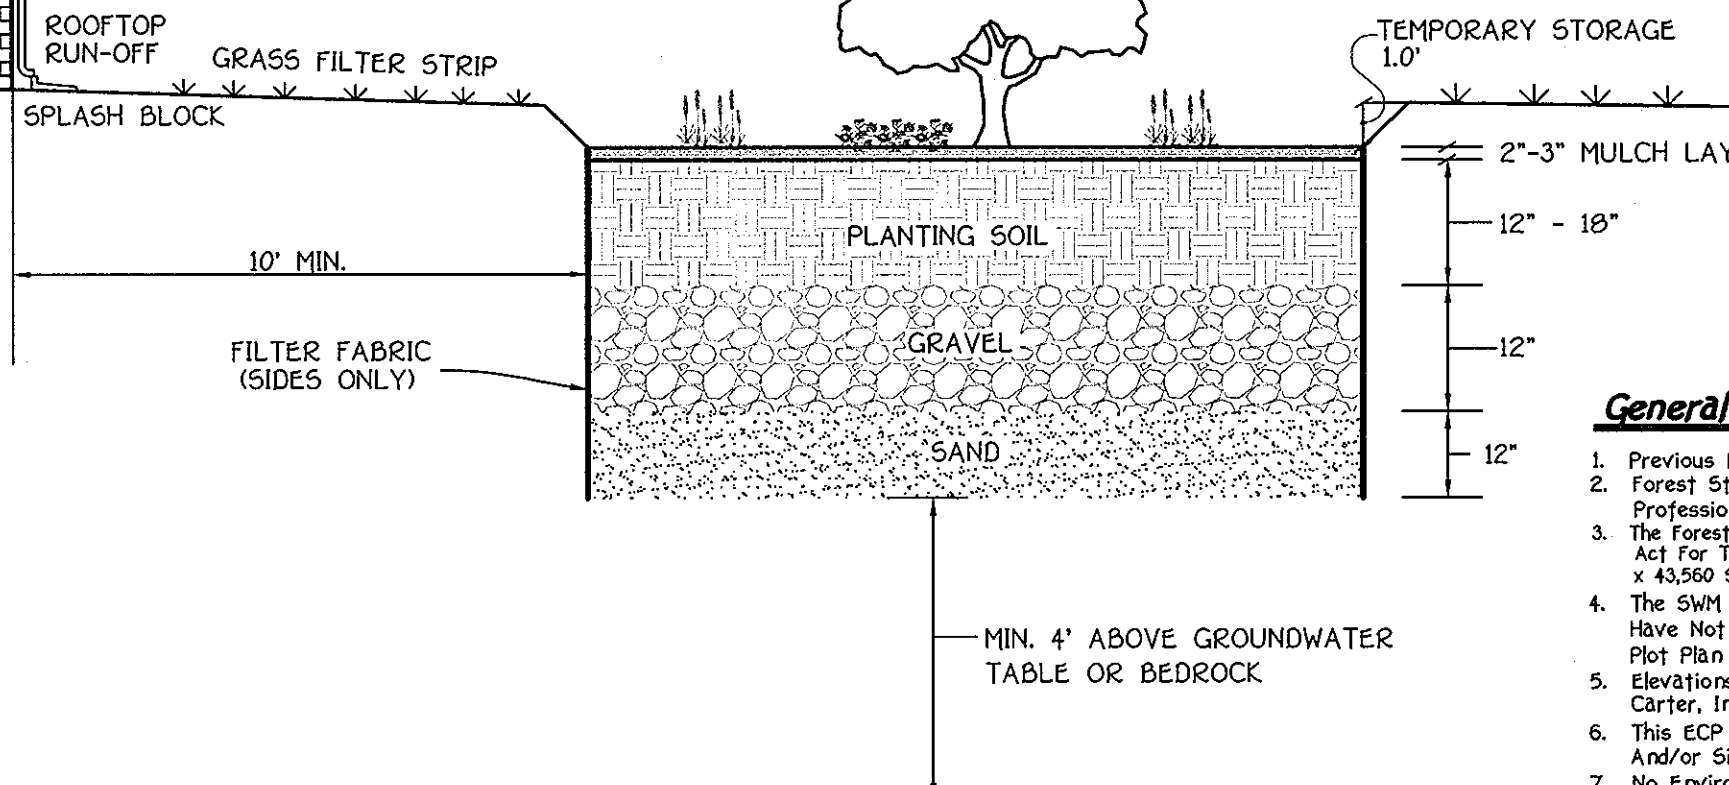 ROOFTOP
RUN-OFF
GRASS FILTER STRIP
SPLASH BLOCK
TEMPORARY STORAGE
1.0'
2"-3" MULCH LAY
PLANTING SOIL
12" - 18"
10' MIN.
GRAVEL
12"
FILTER FABRIC
(SIDES ONLY)
SAND
12"
MIN. 4' ABOVE GROUNDWATER
TABLE OR BEDROCK
General
1. Previous
2. Forest St
Professio
3. The Forest
Act For T
x 43,560
4. The SWM
Have Not
Plot Plan
5. Elevations
Carter, In
6. This ECP
And/or Si
7. No Enviro